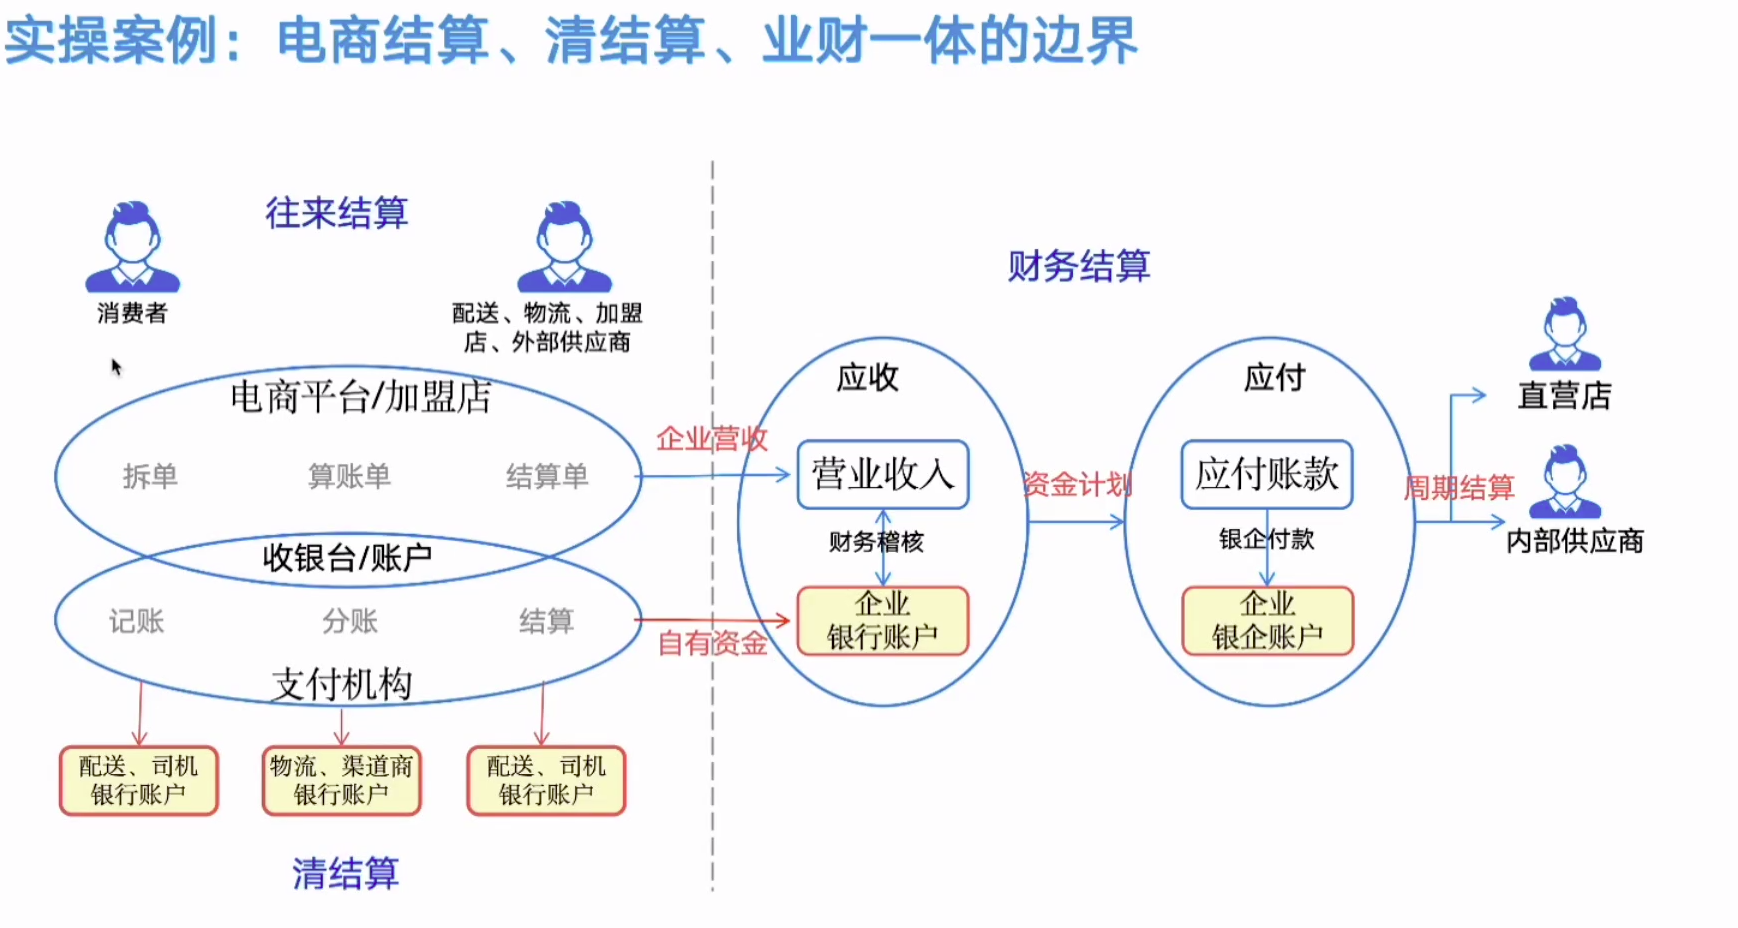 实操案例：电商结算、清结算、业财一体的边界
往来结算
消费者
配送、物流、加盟
店、外部供应商
电商平台/加盟店
拆单
算账单
结算单
收银台/账户
记账
分账
结算
支付机构
配送、司机
银行账户
物流、渠道商
银行账户
配送、司机
银行账户
清结算
企业营收
自有资金
财务结算
应收
营业收入
财务稽核
企业
银行账户
资金计划
应付
应付账款
银企付款
企业
银企账户
周期结算
直营店
内部供应商